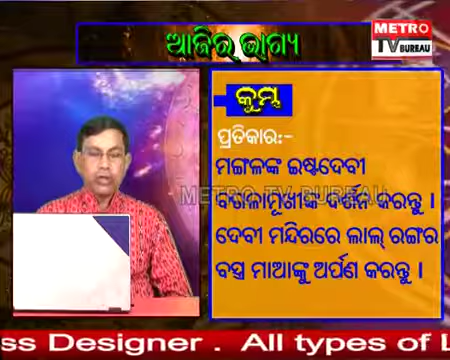 ଆଜିର ଭାଗ୍ୟ
METRO
TV BUREAU
କୁମ୍ଭ
ପ୍ରତିକାର:-
ମଙ୍ଗଳଙ୍କ ଇଷ୍ଟଦେବୀ
ବଗଳାମୂଖୀଙ୍କ ଦର୍ଶନ କରନ୍ତୁ ।
ଦେବୀ ମନ୍ଦିରରେ ଲାଲ୍ ରଙ୍ଗର
ବସ୍ତ୍ର ମାଆଙ୍କୁ ଅର୍ପଣ କରନ୍ତୁ ।
METRO TV BUREAU
ss Designer . All types of L